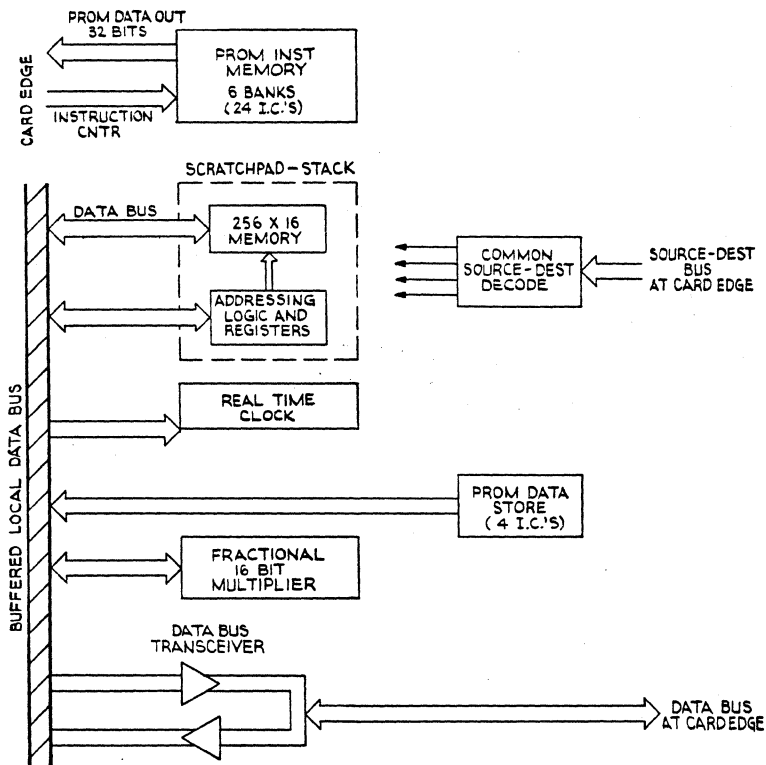 PROM DATA OUT
32 BITS
CARD EDGE
INSTRUCTION
CNTR
PROM INST
MEMORY
6 BANKS
(24 I.C.'S)
SCRATCHPAD-STACK
DATA BUS
256 X 16
MEMORY
ADDRESSING
LOGIC AND
REGISTERS
COMMON
SOURCE-DEST
DECODE
SOURCE-DEST
BUS
AT CARD EDGE
REAL TIME
CLOCK
BUFFERED LOCAL DATA BUS
PROM DATA
STORE
(4 I.C.'S)
FRACTIONAL
16 BIT
MULTIPLIER
DATA BUS
TRANSCEIVER
DATA BUS
AT CARD EDGE